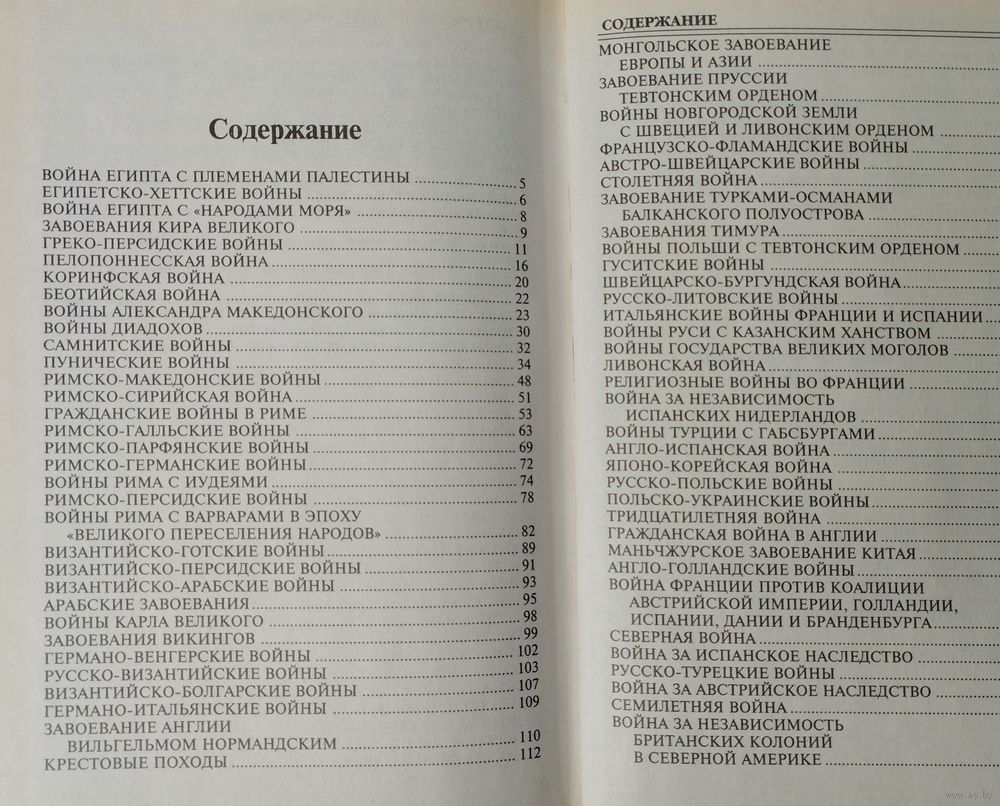 Содержание
ВОЙНА ЕГИПТА С ПЛЕМЕНАМИ ПАЛЕСТИНЫ 5
ЕГИПЕТСКО-ХЕТТСКИЕ ВОЙНЫ 6
ВОЙНА ЕГИПТА С «НАРОДАМИ МОРЯ» 8
ЗАВОЕВАНИЯ КИРА ВЕЛИКОГО 9
ГРЕКО-ПЕРСИДСКИЕ ВОЙНЫ 11
ПЕЛОПОННЕССКАЯ ВОЙНА 16
КОРИНФСКАЯ ВОЙНА 20
БЕОТИЙСКАЯ ВОЙНА 22
ВОЙНЫ АЛЕКСАНДРА МАКЕДОНСКОГО 23
ВОЙНЫ ДИАДОХОВ 30
САМНИТСКИЕ ВОЙНЫ 32
ПУНИЧЕСКИЕ ВОЙНЫ 34
РИМСКО-МАКЕДОНСКИЕ ВОЙНЫ 48
РИМСКО-СИРИЙСКАЯ ВОЙНА 51
ГРАЖДАНСКИЕ ВОЙНЫ В РИМЕ 53
РИМСКО-ГАЛЛЬСКИЕ ВОЙНЫ 63
РИМСКО-ПАРФЯНСКИЕ ВОЙНЫ 69
РИМСКО-ГЕРМАНСКИЕ ВОЙНЫ 72
ВОЙНЫ РИМА С ИУДЕЯМИ 74
РИМСКО-ПЕРСИДСКИЕ ВОЙНЫ 78
ВОЙНЫ РИМА С ВАРВАРАМИ В ЭПОХУ
«ВЕЛИКОГО ПЕРЕСЕЛЕНИЯ НАРОДОВ» 82
ВИЗАНТИЙСКО-ГОТСКИЕ ВОЙНЫ 89
ВИЗАНТИЙСКО-ПЕРСИДСКИЕ ВОЙНЫ 91
ВИЗАНТИЙСКО-АРАБСКИЕ ВОЙНЫ 93
АРАБСКИЕ ЗАВОЕВАНИЯ 95
ВОЙНЫ КАРЛА ВЕЛИКОГО 98
ЗАВОЕВАНИЯ ВИКИНГОВ 99
ГЕРМАНО-ВЕНГЕРСКИЕ ВОЙНЫ 102
РУССКО-ВИЗАНТИЙСКИЕ ВОЙНЫ 103
ВИЗАНТИЙСКО-БОЛГАРСКИЕ ВОЙНЫ 107
ГЕРМАНО-ИТАЛЬЯНСКИЕ ВОЙНЫ 109
ЗАВОЕВАНИЕ АНГЛИИ
ВИЛЬГЕЛЬМОМ НОРМАНДСКИМ 110
КРЕСТОВЫЕ ПОХОДЫ 112
СОДЕРЖАНИЕ
МОНГОЛЬСКОЕ ЗАВОЕВАНИЕ
ЕВРОПЫ И АЗИИ
ЗАВОЕВАНИЕ ПРУССИИ
ТЕВТОНСКИМ ОРДЕНОМ
ВОЙНЫ НОВГОРОДСКОЙ ЗЕМЛИ
С ШВЕЦИЕЙ И ЛИВОНСКИМ ОРДЕНОМ
ФРАНЦУЗСКО-ФЛАМАНДСКИЕ ВОЙНЫ
АВСТРО-ШВЕЙЦАРСКИЕ ВОЙНЫ
СТОЛЕТНЯЯ ВОЙНА
ЗАВОЕВАНИЕ ТУРКАМИ-ОСМАНАМИ
БАЛКАНСКОГО ПОЛУОСТРОВА
ЗАВОЕВАНИЯ ТИМУРА
ВОЙНЫ ПОЛЬШИ С ТЕВТОНСКИМ ОРДЕНОМ
ГУСИТСКИЕ ВОЙНЫ
ШВЕЙЦАРСКО-БУРГУНДСКАЯ ВОЙНА
РУССКО-ЛИТОВСКИЕ ВОЙНЫ
ИТАЛЬЯНСКИЕ ВОЙНЫ ФРАНЦИИ И ИСПАНИИ
ВОЙНЫ РУСИ С КАЗАНСКИМ ХАНСТВОМ
ВОЙНЫ ГОСУДАРСТВА ВЕЛИКИХ МОГОЛОВ
ЛИВОНСКАЯ ВОЙНА
РЕЛИГИОЗНЫЕ ВОЙНЫ ВО ФРАНЦИИ
ВОЙНА ЗА НЕЗАВИСИМОСТЬ
ИСПАНСКИХ НИДЕРЛАНДОВ
ВОЙНЫ ТУРЦИИ С ГАБСБУРГАМИ
АНГЛО-ИСПАНСКАЯ ВОЙНА
ЯПОНО-КОРЕЙСКАЯ ВОЙНА
РУССКО-ПОЛЬСКИЕ ВОЙНЫ
ПОЛЬСКО-УКРАИНСКИЕ ВОЙНЫ
ТРИДЦАТИЛЕТНЯЯ ВОЙНА
ГРАЖДАНСКАЯ ВОЙНА В АНГЛИИ
МАНЬЧЖУРСКОЕ ЗАВОЕВАНИЕ КИТАЯ
АНГЛО-ГОЛЛАНДСКИЕ ВОЙНЫ
ВОЙНА ФРАНЦИИ ПРОТИВ КОАЛИЦИИ
АВСТРИЙСКОЙ ИМПЕРИИ, ГОЛЛАНДИИ,
ИСПАНИИ, ДАНИИ И БРАНДЕНБУРГА
СЕВЕРНАЯ ВОЙНА
ВОЙНА ЗА ИСПАНСКОЕ НАСЛЕДСТВО
РУССКО-ТУРЕЦКИЕ ВОЙНЫ
ВОЙНА ЗА АВСТРИЙСКОЕ НАСЛЕДСТВО
СЕМИЛЕТНЯЯ ВОЙНА
ВОЙНА ЗА НЕЗАВИСИМОСТЬ
БРИТАНСКИХ КОЛОНИЙ
В СЕВЕРНОЙ АМЕРИКЕ
www.ay.by